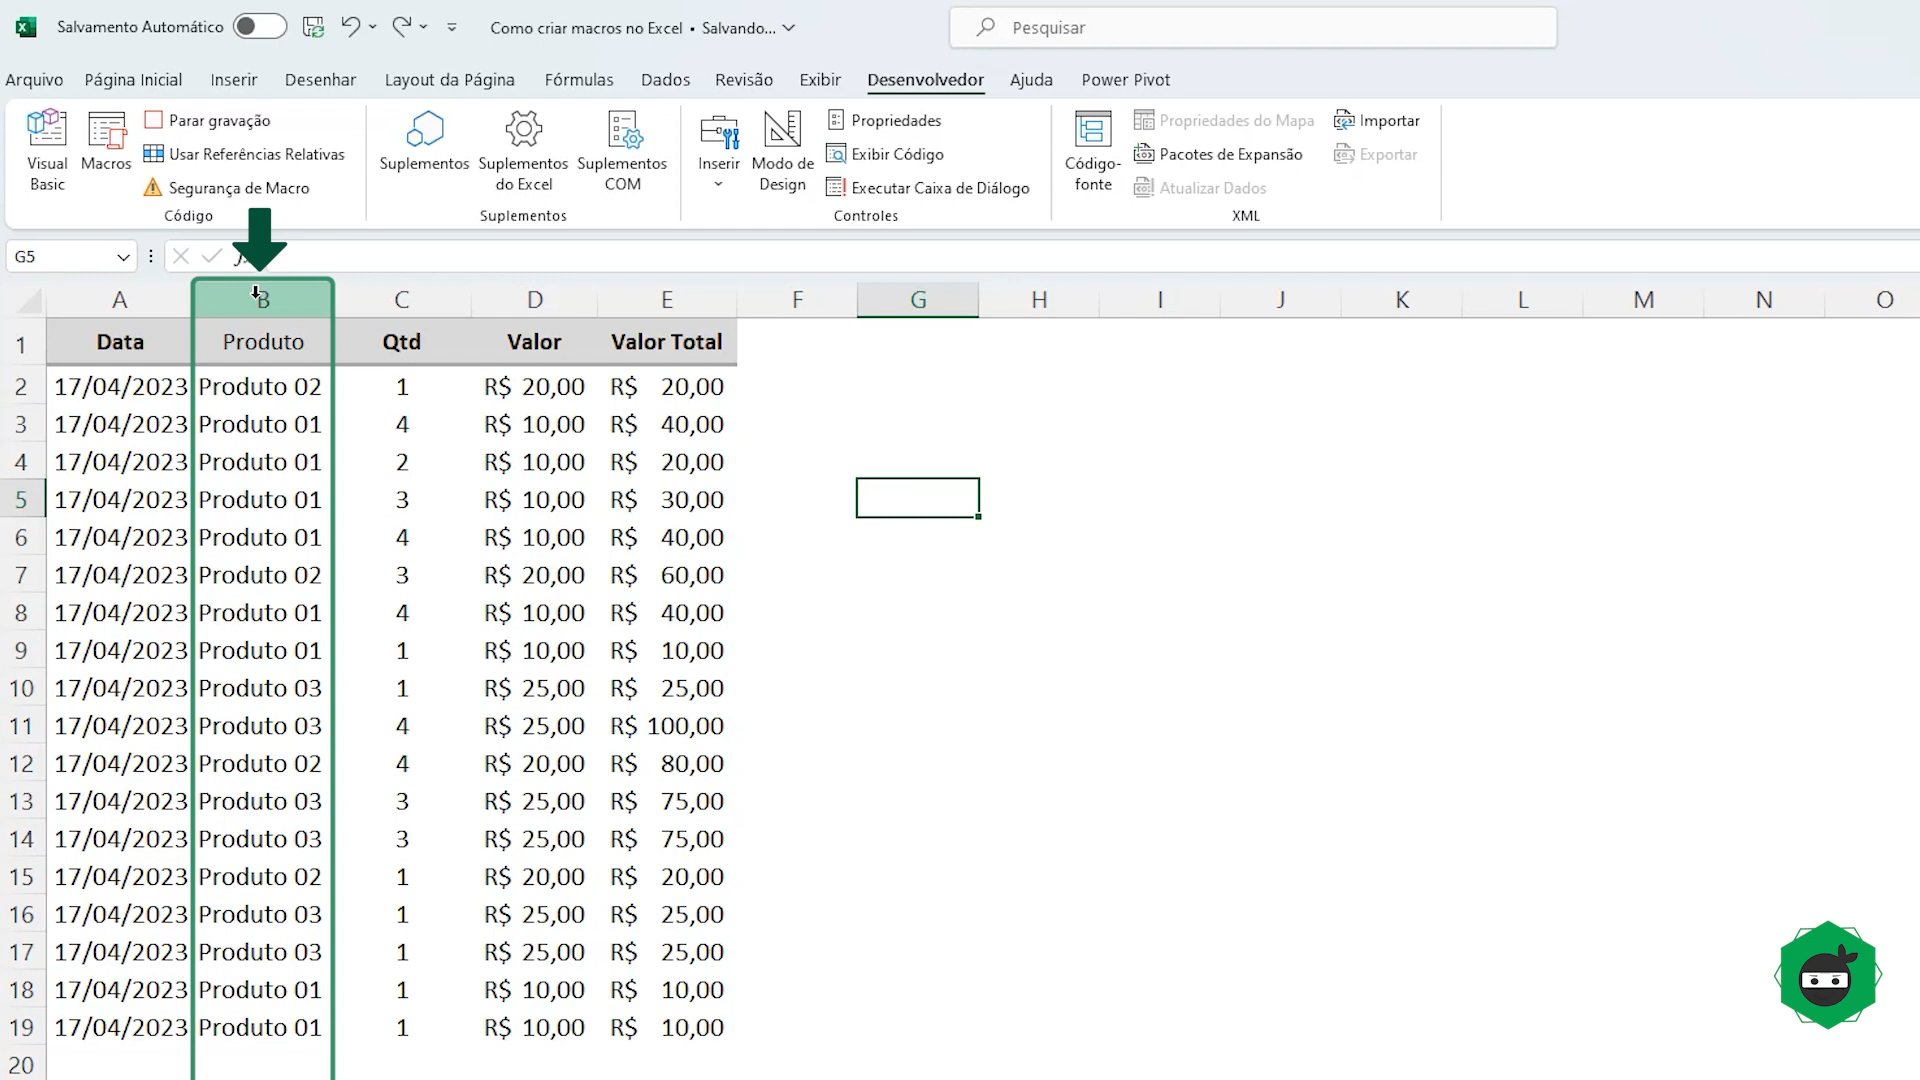 Salvamento Automático
Como criar macros no Excel • Salvando...
Pesquisar
Arquivo Página Inicial Inserir Desenhar Layout da Página Fórmulas Dados Revisão Exibir Desenvolvedor Ajuda Power Pivot
Visual Basic
Macros
Parar gravação
Usar Referências Relativas
Segurança de Macro
Código
Suplementos
Suplementos do Excel
Suplementos COM
Suplementos
Inserir
Modo de Design
Propriedades
Exibir Código
Executar Caixa de Diálogo
Controles
Código-fonte
Propriedades do Mapa
Pacotes de Expansão
Atualizar Dados
Importar
Exportar
XML
G5
A B C D E F G H I J K L M N O
1 Data Produto Qtd Valor Valor Total
2 17/04/2023 Produto 02 1 R$ 20,00 R$ 20,00
3 17/04/2023 Produto 01 4 R$ 10,00 R$ 40,00
4 17/04/2023 Produto 01 2 R$ 10,00 R$ 20,00
5 17/04/2023 Produto 01 3 R$ 10,00 R$ 30,00
6 17/04/2023 Produto 01 4 R$ 10,00 R$ 40,00
7 17/04/2023 Produto 02 3 R$ 20,00 R$ 60,00
8 17/04/2023 Produto 01 4 R$ 10,00 R$ 40,00
9 17/04/2023 Produto 01 1 R$ 10,00 R$ 10,00
10 17/04/2023 Produto 03 1 R$ 25,00 R$ 25,00
11 17/04/2023 Produto 03 4 R$ 25,00 R$ 100,00
12 17/04/2023 Produto 02 4 R$ 20,00 R$ 80,00
13 17/04/2023 Produto 03 3 R$ 25,00 R$ 75,00
14 17/04/2023 Produto 03 3 R$ 25,00 R$ 75,00
15 17/04/2023 Produto 02 1 R$ 20,00 R$ 20,00
16 17/04/2023 Produto 03 1 R$ 25,00 R$ 25,00
17 17/04/2023 Produto 03 1 R$ 25,00 R$ 25,00
18 17/04/2023 Produto 01 1 R$ 10,00 R$ 10,00
19 17/04/2023 Produto 01 1 R$ 10,00 R$ 10,00
20